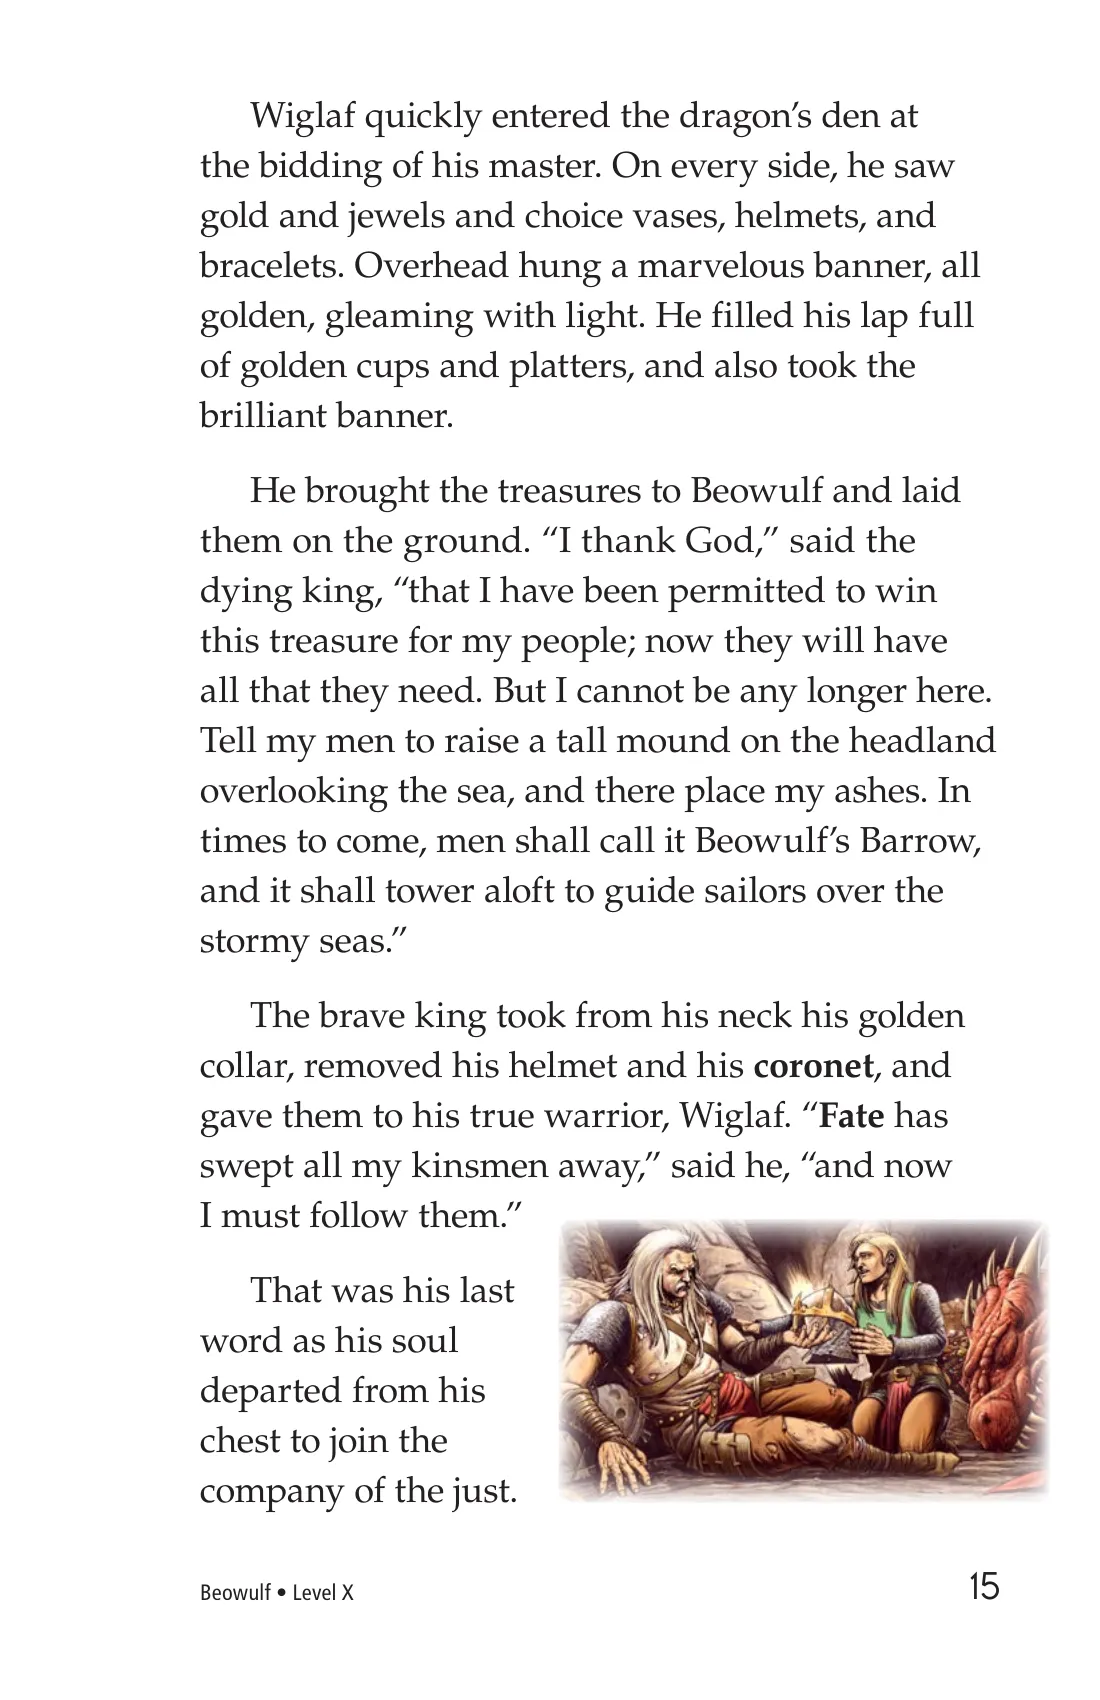 Wiglaf quickly entered the dragon’s den at
the bidding of his master. On every side, he saw
gold and jewels and choice vases, helmets, and
bracelets. Overhead hung a marvelous banner, all
golden, gleaming with light. He filled his lap full
of golden cups and platters, and also took the
brilliant banner.
He brought the treasures to Beowulf and laid
them on the ground. “I thank God,” said the
dying king, “that I have been permitted to win
this treasure for my people; now they will have
all that they need. But I cannot be any longer here.
Tell my men to raise a tall mound on the headland
overlooking the sea, and there place my ashes. In
times to come, men shall call it Beowulf’s Barrow,
and it shall tower aloft to guide sailors over the
stormy seas.”
The brave king took from his neck his golden
collar, removed his helmet and his coronet, and
gave them to his true warrior, Wiglaf. “Fate has
swept all my kinsmen away,” said he, “and now
I must follow them.”
That was his last
word as his soul
departed from his
chest to join the
company of the just.
Beowulf • Level X
15